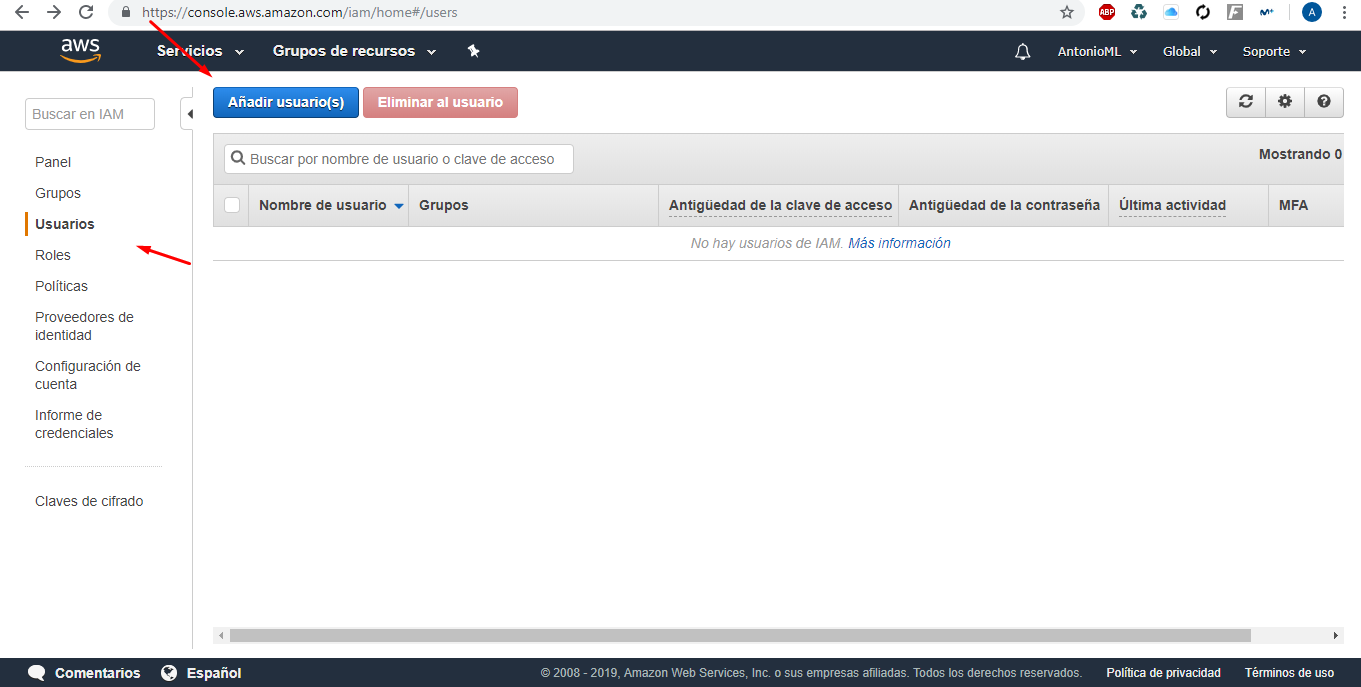 https://console.aws.amazon.com/iam/home#/users
ABP
F
A
aws
Servicios
Grupos de recursos
AntonioML
Global
Soporte
Buscar en IAM
Añadir usuario(s)
Eliminar al usuario
Panel
Grupos
Usuarios
Roles
Políticas
Proveedores de
identidad
Configuración de
cuenta
Informe de
credenciales
Claves de cifrado
Buscar por nombre de usuario o clave de acceso
Mostrando 0
Nombre de usuario
Grupos
Antigüedad de la clave de acceso
Antigüedad de la contraseña
Última actividad
MFA
No hay usuarios de IAM. Más información
Comentarios
Español
© 2008 - 2019, Amazon Web Services, Inc. o sus empresas afiliadas. Todos los derechos reservados.
Política de privacidad
Términos de uso